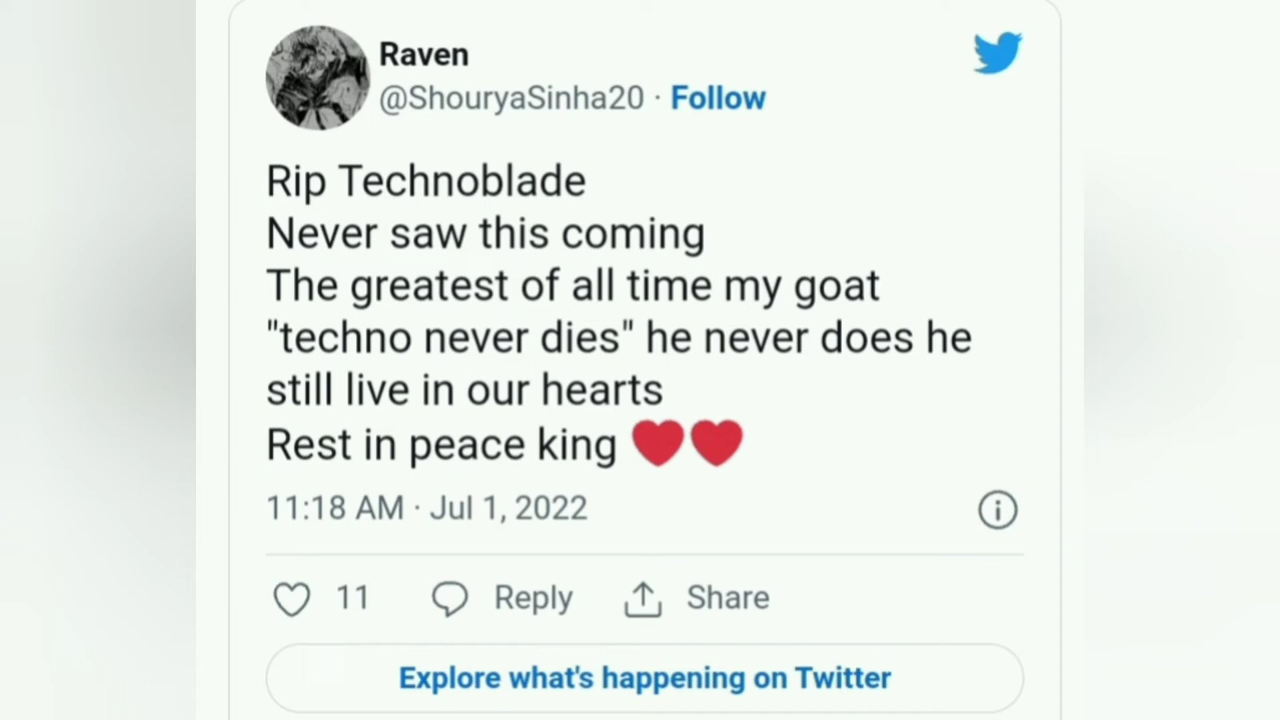 Raven
@ShouryaSinha20 · Follow
Rip Technoblade
Never saw this coming
The greatest of all time my goat
"techno never dies" he never does he
still live in our hearts
Rest in peace king ❤️❤️
11:18 AM · Jul 1, 2022
11 Reply Share
Explore what's happening on Twitter